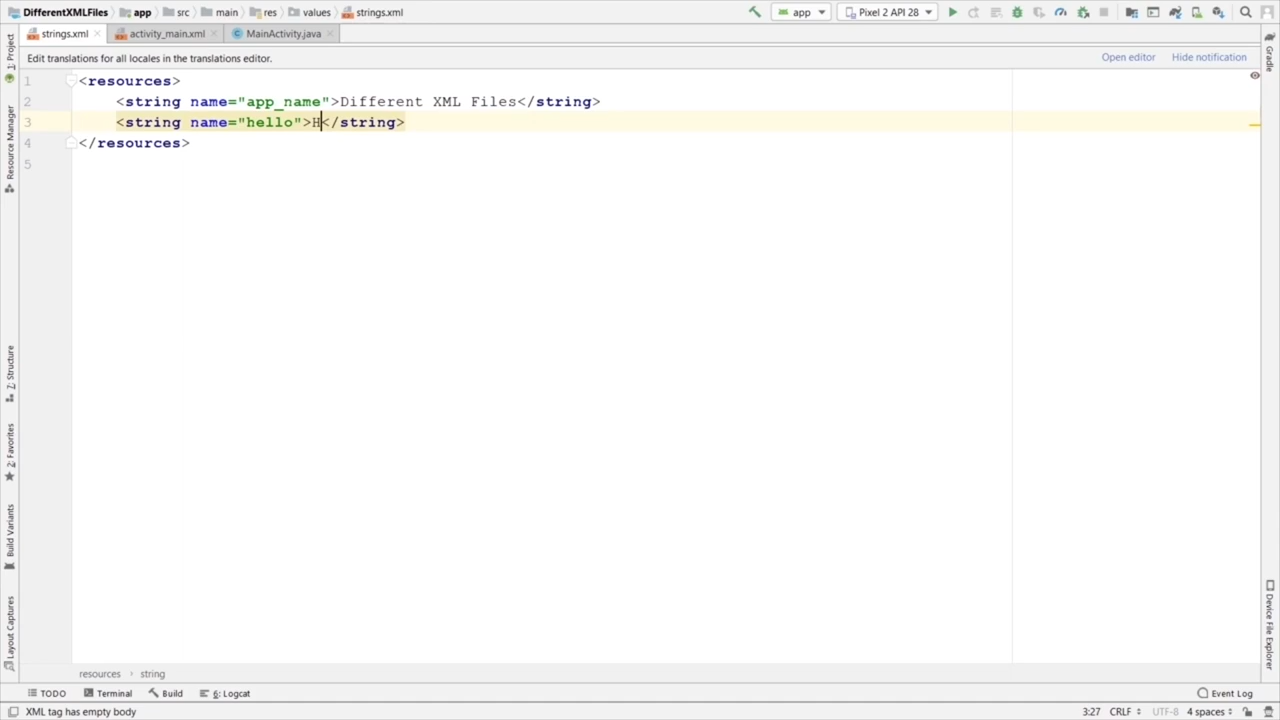 DifferentXMLFiles app src main res values strings.xml app Pixel 2 API 28
strings.xml activity_main.xml MainActivity.java
Edit translations for all locales in the translations editor. Open editor Hide notification
1 <resources>
2 <string name="app_name">Different XML Files</string>
3 <string name="hello">H</string>
4 </resources>
5
1: Project
Resource Manager
7: Structure
2: Favorites
Build Variants
Layout Captures
Gradle
Device File Explorer
resources › string
TODO Terminal Build 6: Logcat Event Log
XML tag has empty body 3:27 CRLF UTF-8 4 spaces